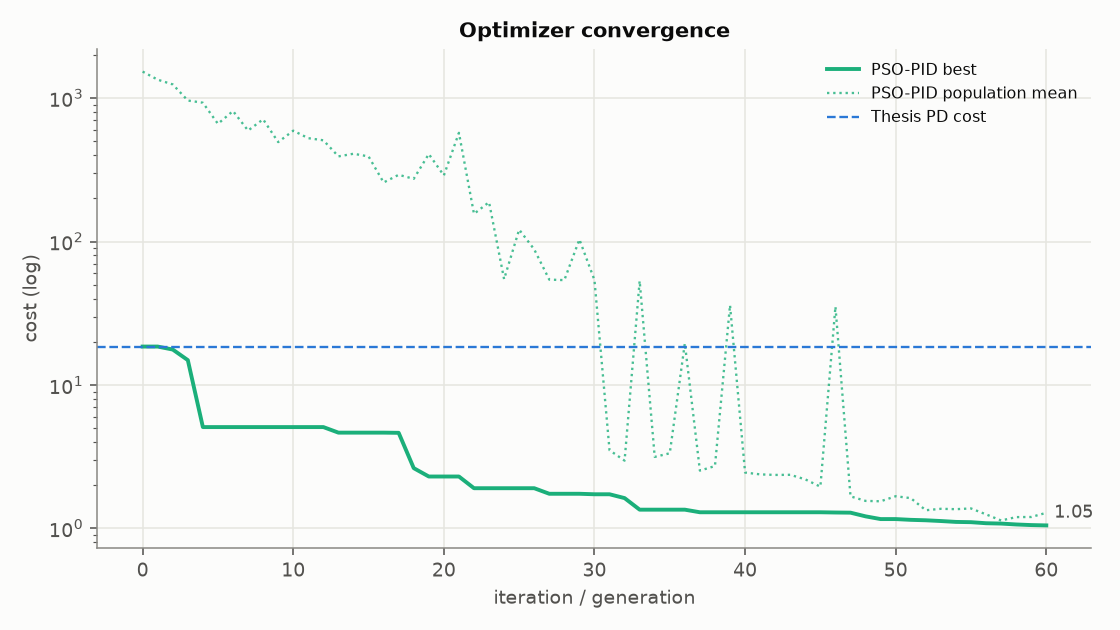 Optimizer convergence
PSO-PID best
PSO-PID population mean
Thesis PD cost
cost (log)
10³
10²
10¹
10⁰
1.05
0 10 20 30 40 50 60
iteration / generation